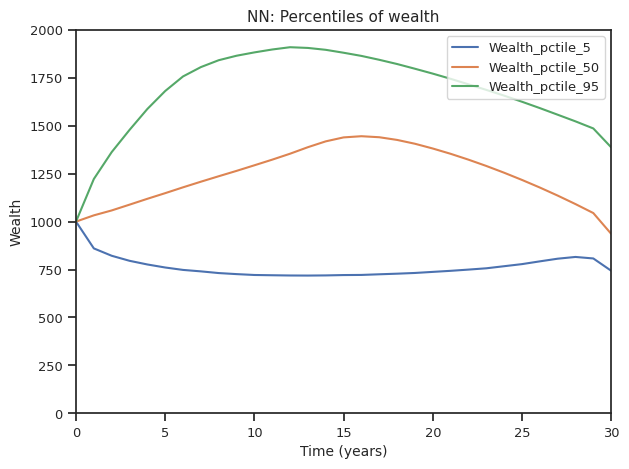 NN: Percentiles of wealth
Wealth_pctile_5
Wealth_pctile_50
Wealth_pctile_95
Wealth
2000
1750
1500
1250
1000
750
500
250
0
0 5 10 15 20 25 30
Time (years)